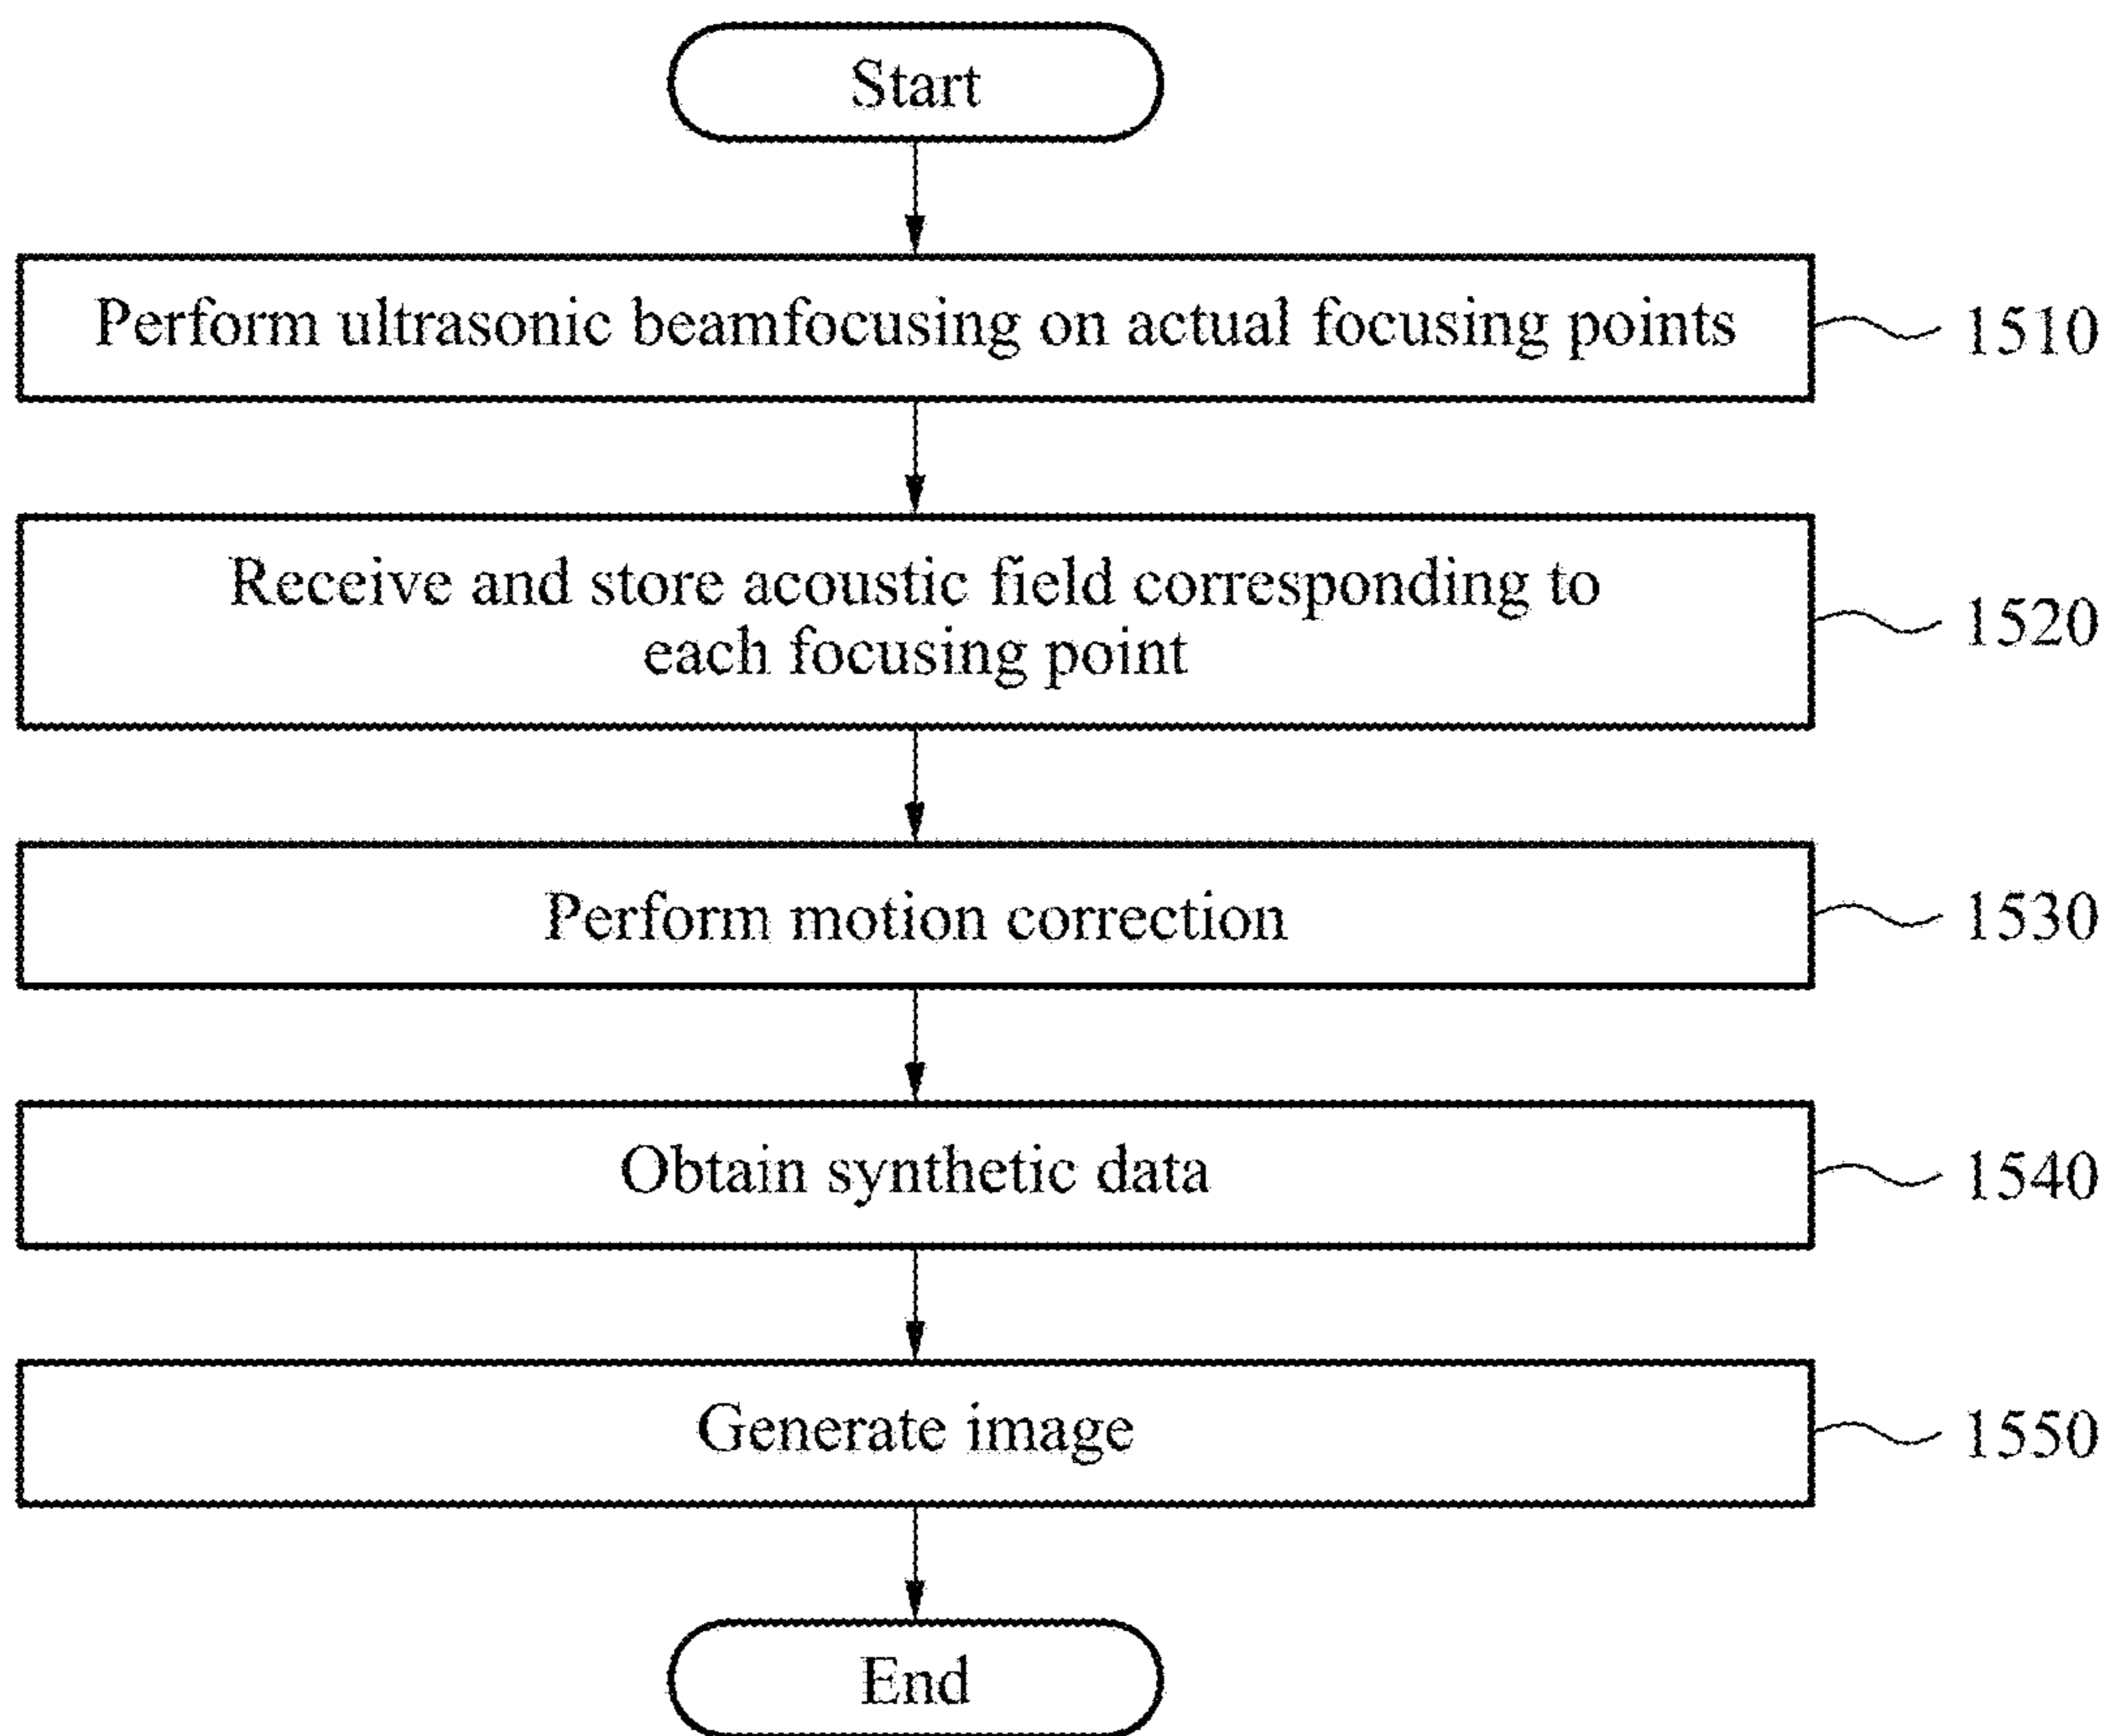 Start
Perform ultrasonic beamfocusing on actual focusing points
1510
Receive and store acoustic field corresponding to
each focusing point
1520
Perform motion correction
1530
Obtain synthetic data
1540
Generate image
1550
End